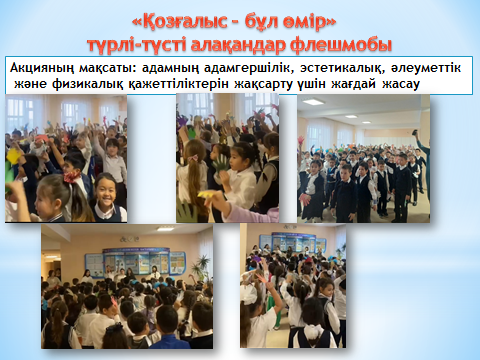 «Қозғалыс – бұл өмір»
түрлі-түсті алақандар флешмобы
Акцияның мақсаты: адамның адамгершілік, эстетикалық, әлеуметтік
және физикалық қажеттіліктерін жақсарту үшін жағдай жасау